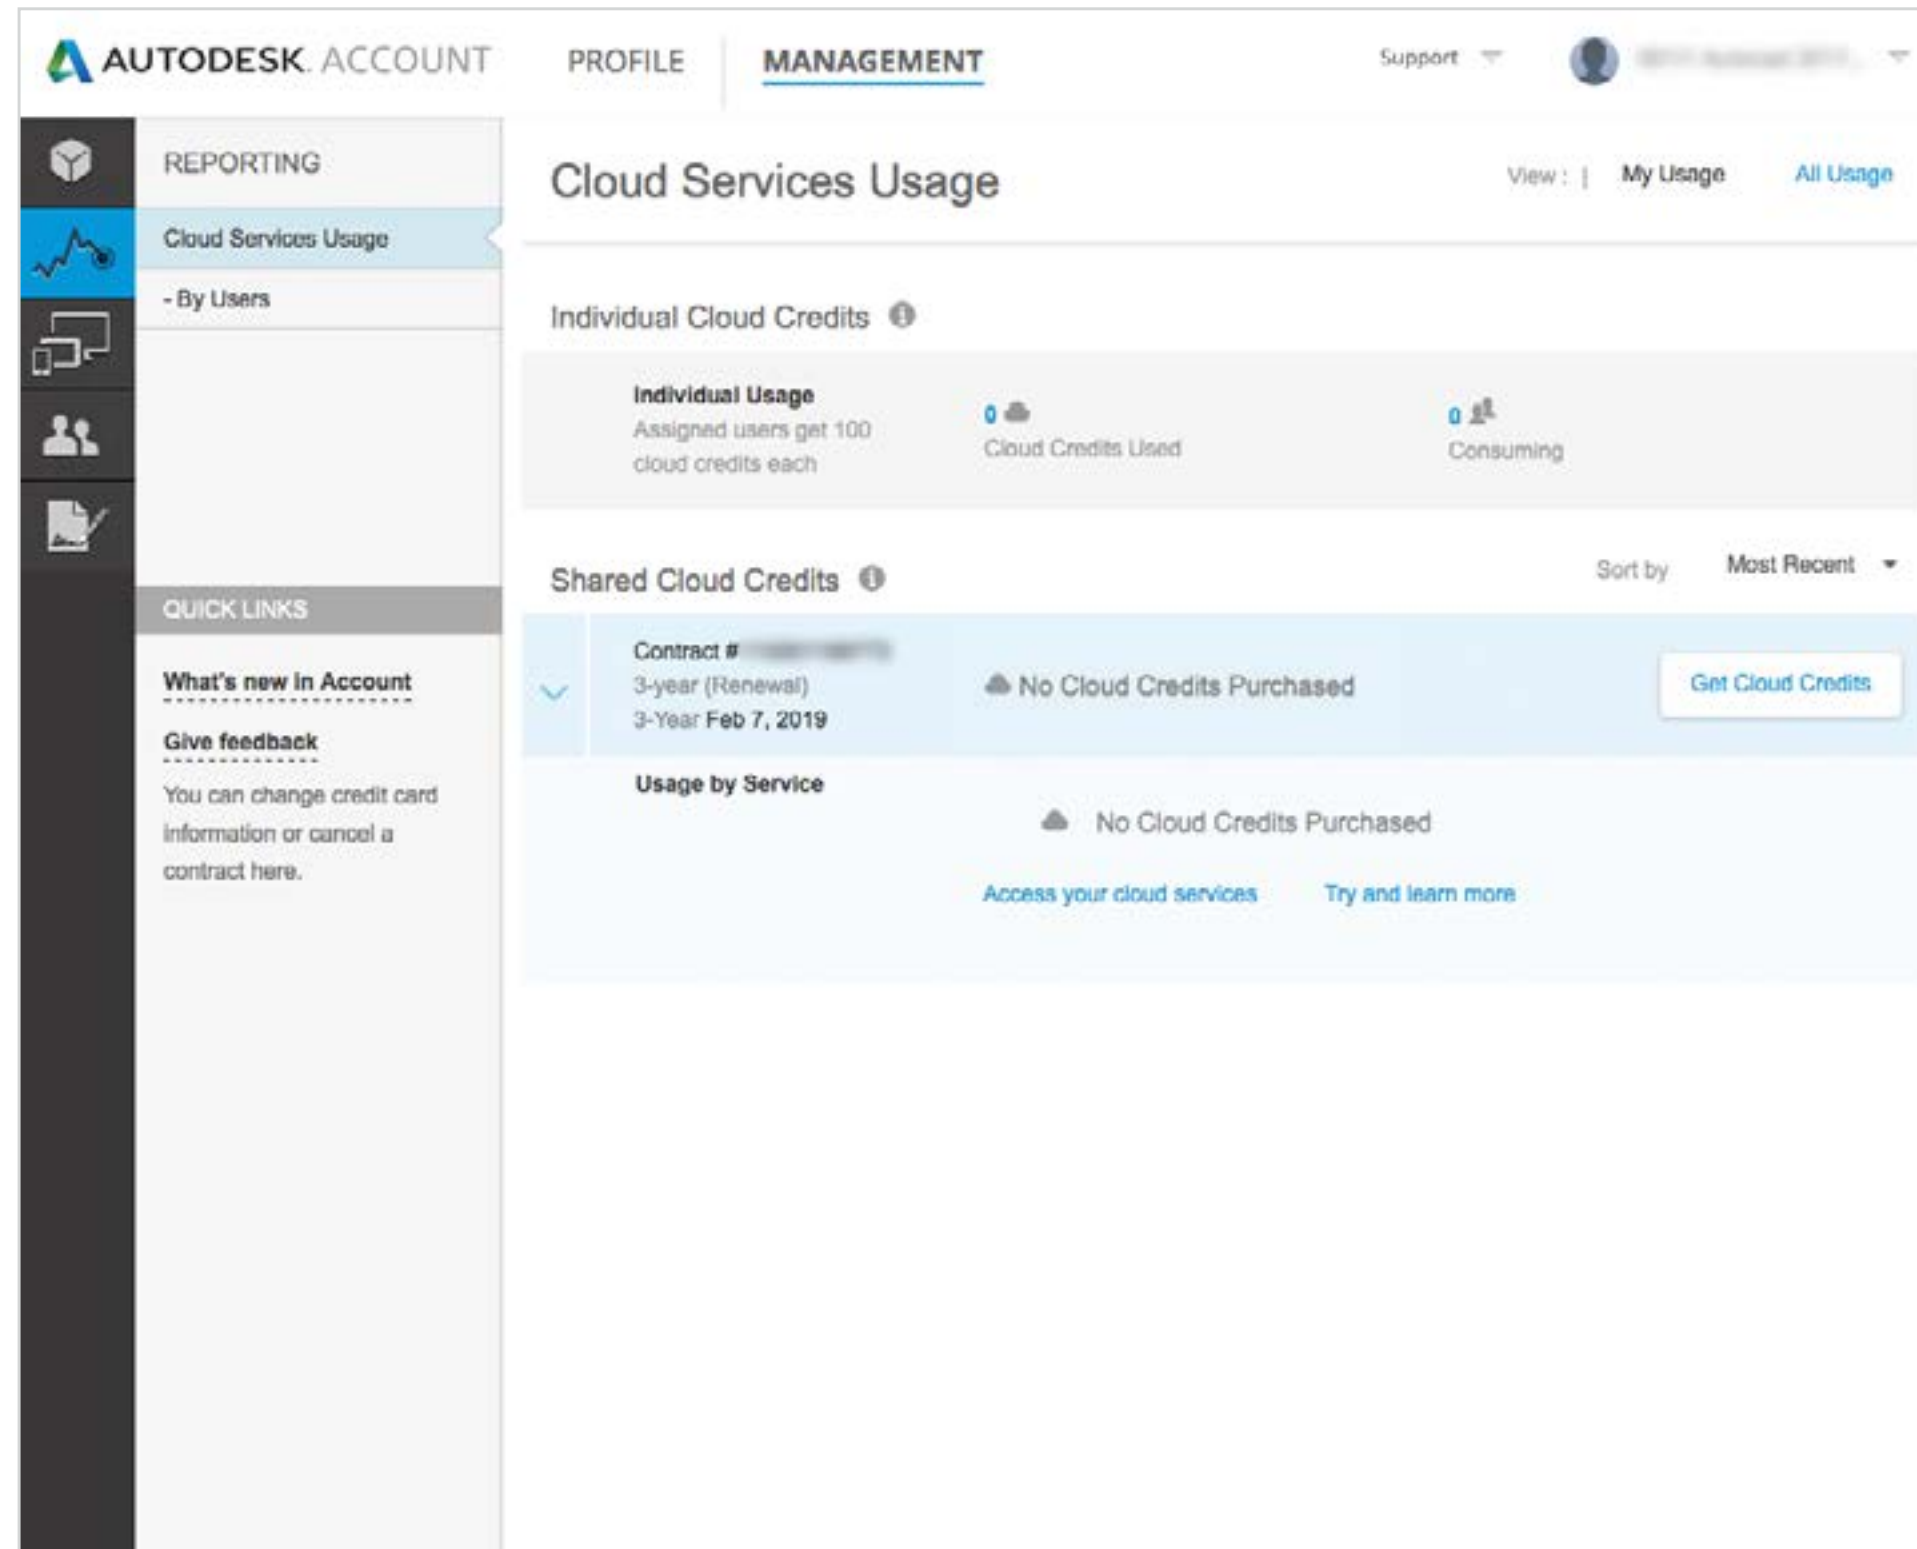 AUTODESK. ACCOUNT
PROFILE
MANAGEMENT
Support
REPORTING
Cloud Services Usage
- By Users
QUICK LINKS
What's new in Account
Give feedback
You can change credit card
information or cancel a
contract here.
Cloud Services Usage
View : |
My Usage
All Usage
Individual Cloud Credits
Individual Usage
Assigned users get 100
cloud credits each
0
Cloud Credits Used
0
Consuming
Shared Cloud Credits
Sort by
Most Recent
Contract #
3-year (Renewal)
3-Year Feb 7, 2019
No Cloud Credits Purchased
Get Cloud Credits
Usage by Service
No Cloud Credits Purchased
Access your cloud services
Try and learn more